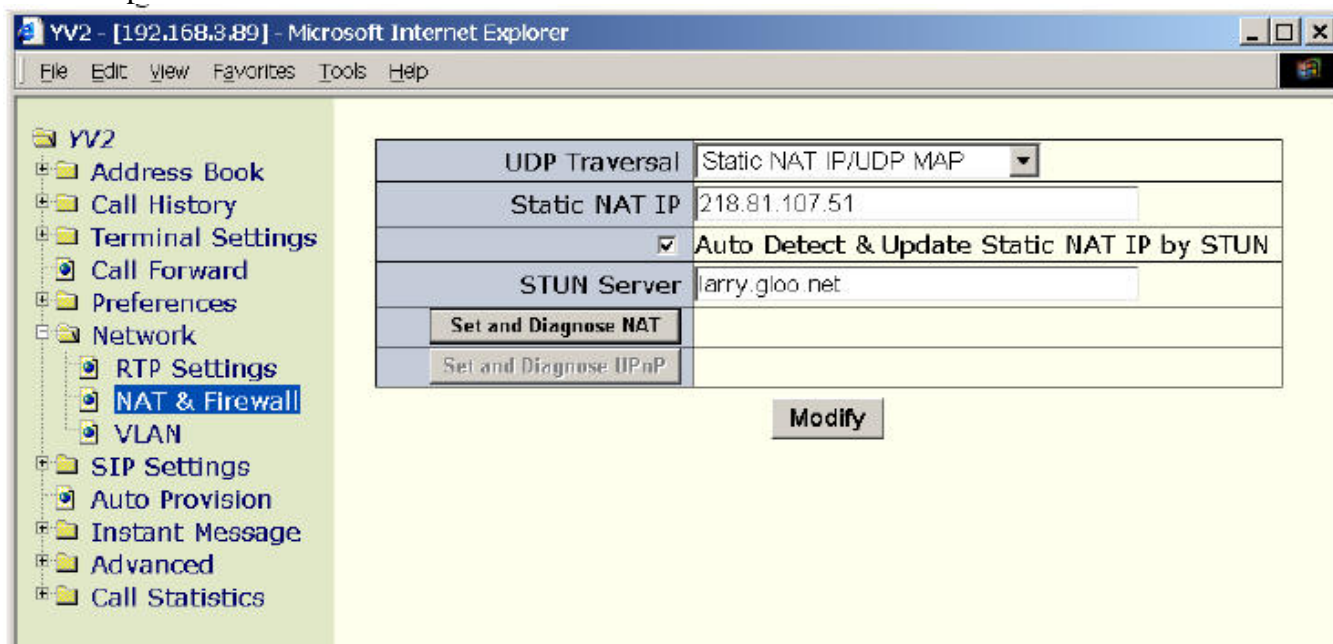 YV2 - [192.168.3.89] - Microsoft Internet Explorer
File Edit View Favorites Tools Help
YV2
Address Book
Call History
Terminal Settings
Call Forward
Preferences
Network
RTP Settings
NAT & Firewall
VLAN
SIP Settings
Auto Provision
Instant Message
Advanced
Call Statistics
UDP Traversal Static NAT IP/UDP MAP
Static NAT IP 218.81.107.51
Auto Detect & Update Static NAT IP by STUN
STUN Server larry.gloo.net
Set and Diagnose NAT
Set and Diagnose UPnP
Modify